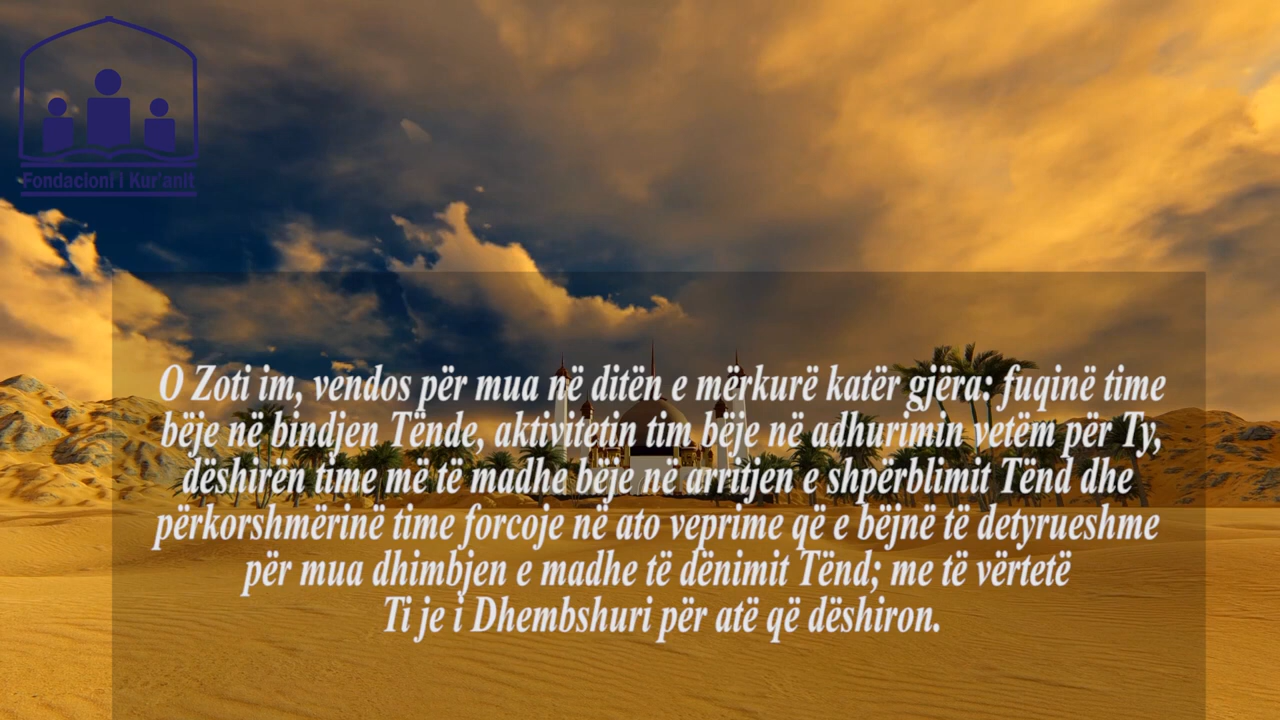 Fondacioni i Kur'anit
O Zoti im, vendos për mua në ditën e mërkurë katër gjëra: fuqinë time
bëje në bindjen Tënde, aktivitetin tim bëje në adhurimin vetëm për Ty,
dëshirën time më të madhe bëje në arritjen e shpërblimit Tënd dhe
përkorshmërinë time forcoje në ato veprime që e bëjnë të detyrueshme
për mua dhimbjen e madhe të dënimit Tënd; me të vërtetë
Ti je i Dhembshuri për atë që dëshiron.